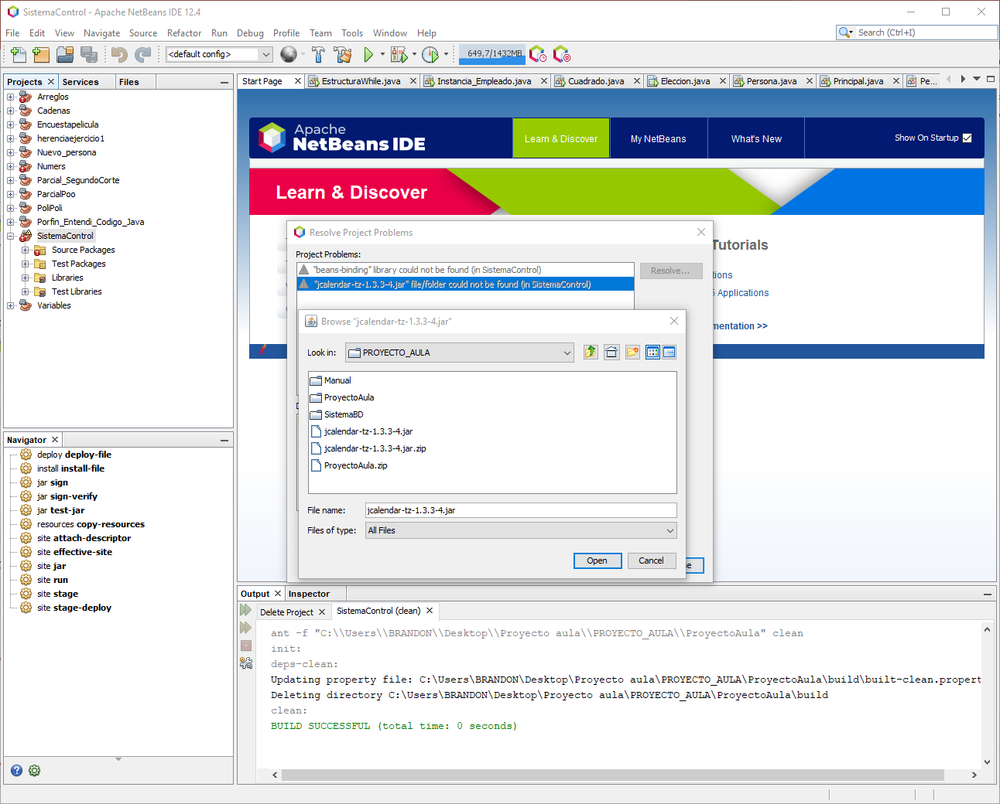 SistemaControl - Apache NetBeans IDE 12.4
File Edit View Navigate Source Refactor Run Debug Profile Team Tools Window Help
Search (Ctrl+I)
<default config>
649,7/1432MB
Projects Services Files
Start Page EstructuraWhile.java Instancia_Empleado.java Cuadrado.java Eleccion.java Persona.java Principal.java Pe...
Arreglos
Cadenas
Encuestapelicula
herenciaejercicio1
Nuevo_persona
Numers
Parcial_SegundoCorte
ParcialPoo
PoliPoli
Porfin_Entendi_Codigo_Java
SistemaControl
Source Packages
Test Packages
Libraries
Test Libraries
Variables
Apache
NetBeans IDE
Learn & Discover
My NetBeans
What's New
Show On Startup
Learn & Discover
Tutorials
ions
Applications
mentation >>
Resolve Project Problems
Project Problems:
"beans-binding" library could not be found (in SistemaControl)
"jcalendar-tz-1.3.3-4.jar" file/folder could not be found (in SistemaControl)
Resolve...
Browse "jcalendar-tz-1.3.3-4.jar"
Look in: PROYECTO_AULA
Manual
ProyectoAula
SistemaBD
jcalendar-tz-1.3.3-4.jar
jcalendar-tz-1.3.3-4.jar.zip
ProyectoAula.zip
File name: jcalendar-tz-1.3.3-4.jar
Files of type: All Files
Open Cancel
se
Navigator
deploy deploy-file
install install-file
jar sign
jar sign-verify
jar test-jar
resources copy-resources
site attach-descriptor
site effective-site
site jar
site run
site stage
site stage-deploy
Output Inspector
Delete Project SistemaControl (clean)
ant -f "C:\\Users\\BRANDON\\Desktop\\Proyecto aula\\PROYECTO_AULA\\ProyectoAula" clean
init:
deps-clean:
Updating property file: C:\Users\BRANDON\Desktop\Proyecto aula\PROYECTO_AULA\ProyectoAula\build\built-clean.propert
Deleting directory C:\Users\BRANDON\Desktop\Proyecto aula\PROYECTO_AULA\ProyectoAula\build
clean:
BUILD SUCCESSFUL (total time: 0 seconds)